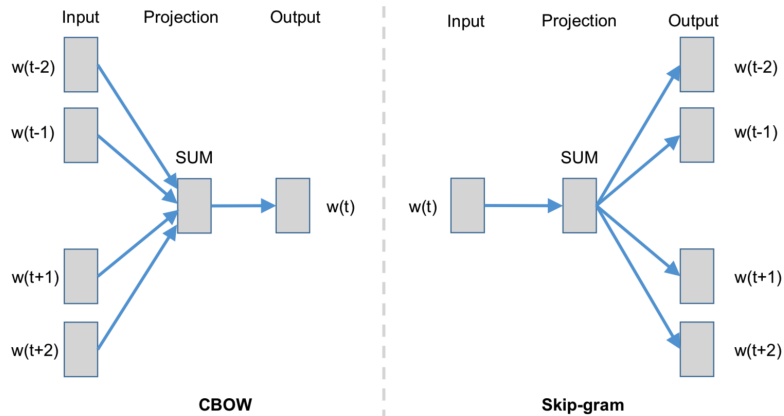 Input Projection Output
w(t-2)
w(t-1)
SUM
w(t)
w(t+1)
w(t+2)
CBOW
Input Projection Output
w(t-2)
w(t-1)
SUM
w(t)
w(t+1)
w(t+2)
Skip-gram